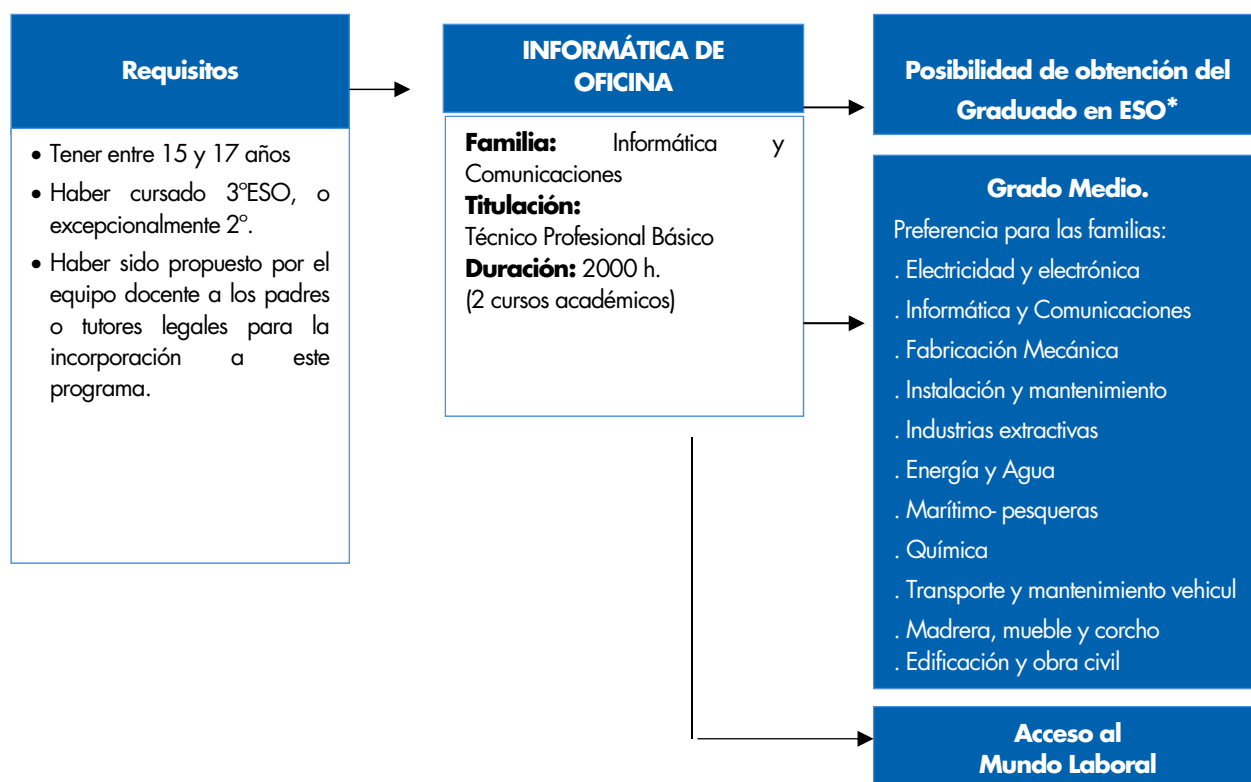 Requisitos
• Tener entre 15 y 17 años
• Haber cursado 3ºESO, o
excepcionalmente 2º.
• Haber sido propuesto por el
equipo docente a los padres
o tutores legales para la
incorporación a este
programa.
INFORMÁTICA DE
OFICINA
Familia: Informática y
Comunicaciones
Titulación:
Técnico Profesional Básico
Duración: 2000 h.
(2 cursos académicos)
Posibilidad de obtención del
Graduado en ESO*
Grado Medio.
Preferencia para las familias:
. Electricidad y electrónica
. Informática y Comunicaciones
. Fabricación Mecánica
. Instalación y mantenimiento
. Industrias extractivas
. Energía y Agua
. Marítimo- pesqueras
. Química
. Transporte y mantenimiento vehicul
. Madrera, mueble y corcho
. Edificación y obra civil
Acceso al
Mundo Laboral